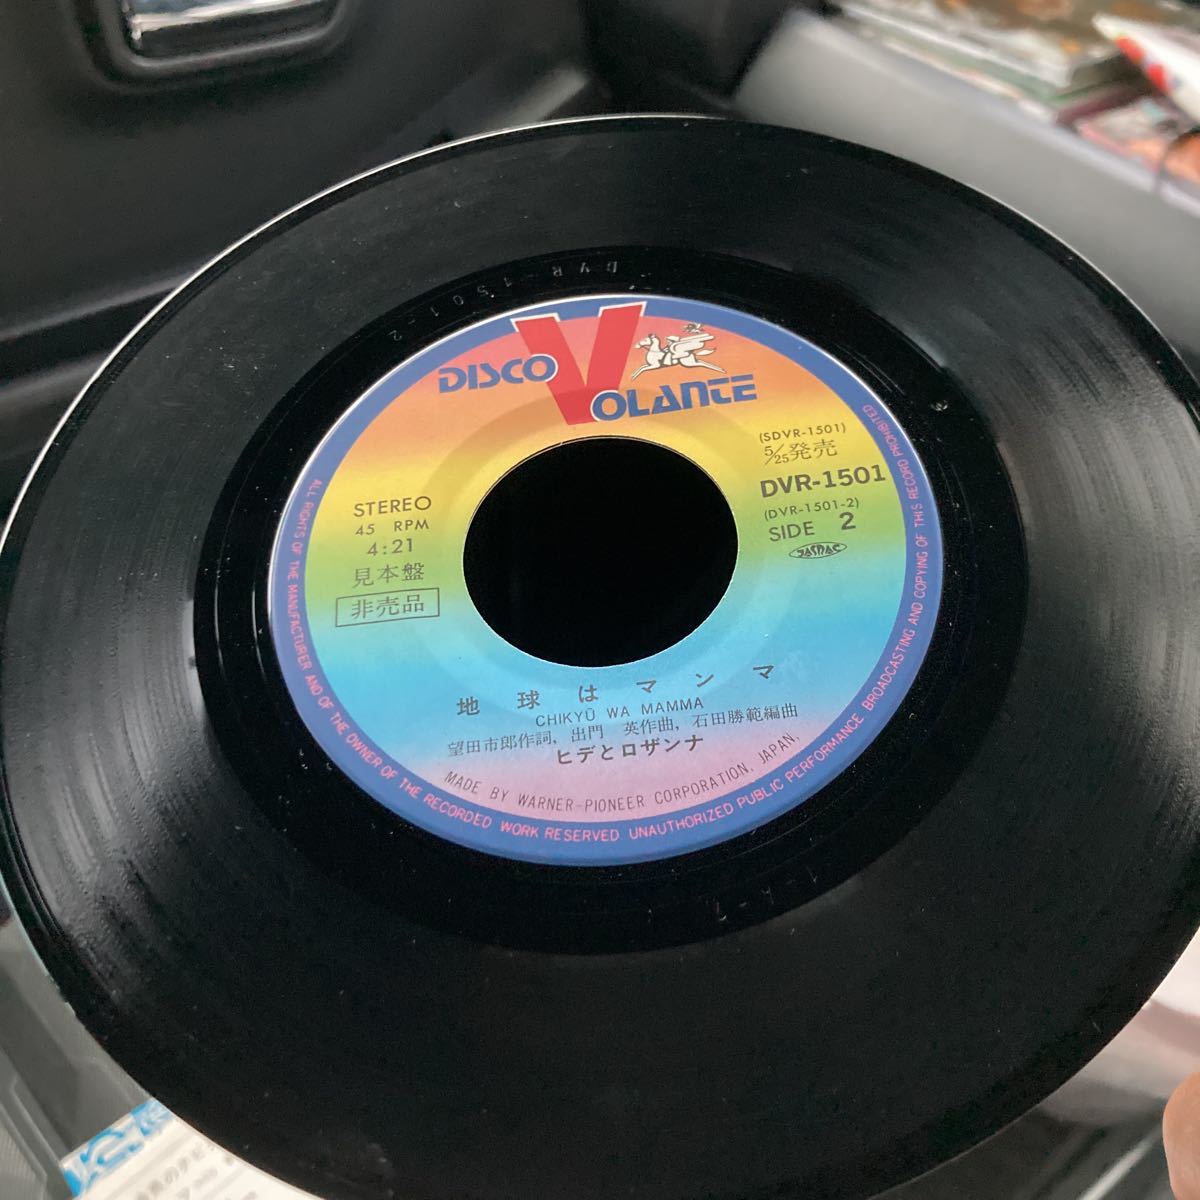 DVR-1501-2
DISCO VOLANTE
(SDVR-1501)
5/25発売
DVR-1501
(DVR-1501-2)
SIDE 2
JASRAC
STEREO
45 RPM
4:21
見本盤
非売品
地球はマンマ
CHIKYŪ WA MAMMA
望田市郎作詞, 出門 英作曲, 石田勝範編曲
ヒデとロザンナ
MADE BY WARNER-PIONEER CORPORATION, JAPAN,
ALL RIGHTS OF THE MANUFACTURER AND OF THE OWNER OF THE RECORDED WORK RESERVED UNAUTHORIZED PUBLIC PERFORMANCE BROADCASTING AND COPYING OF THIS RECORD PROHIBITED